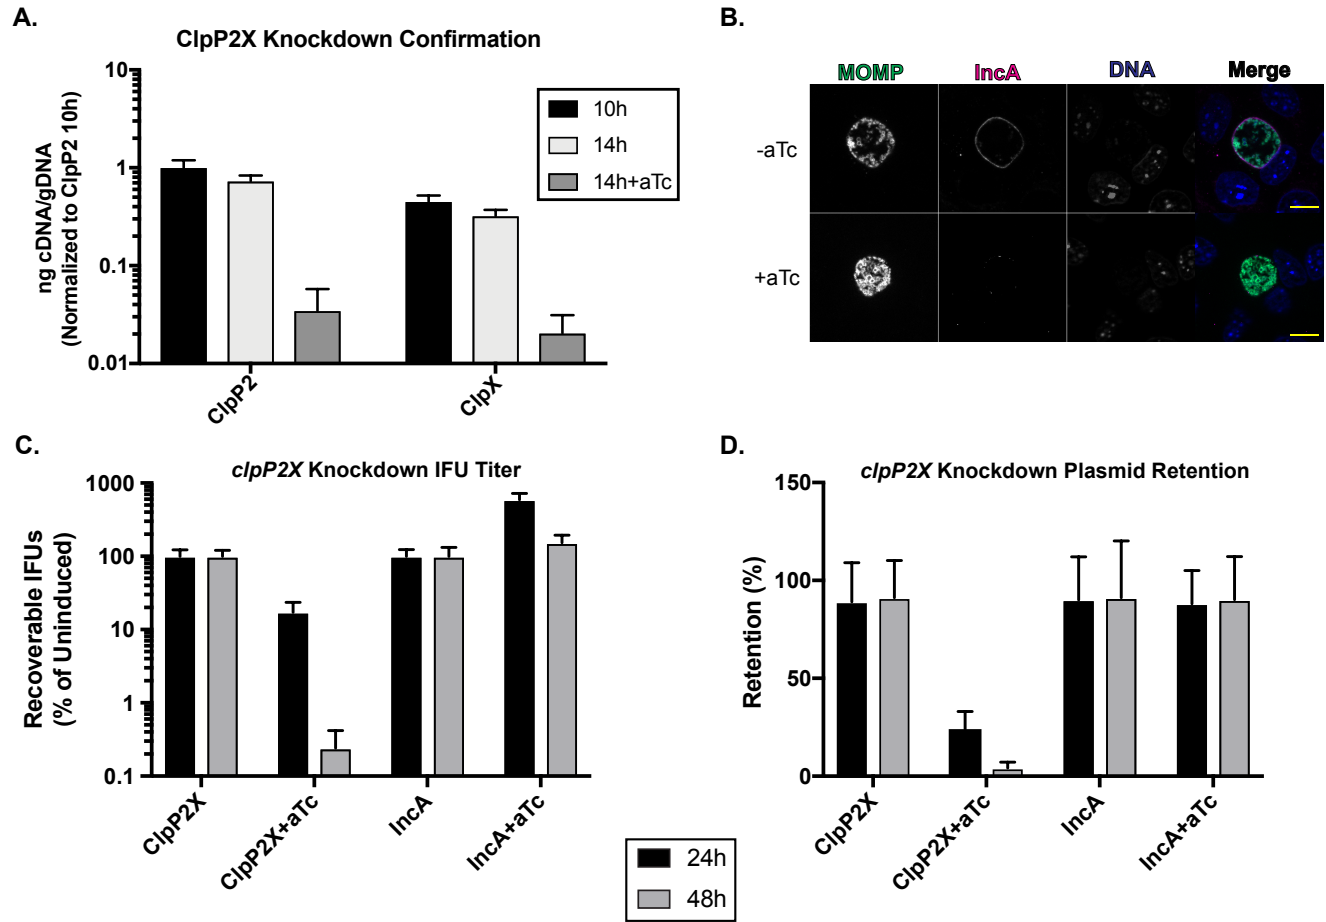 A.
ClpP2X Knockdown Confirmation
ng cDNA/gDNA
(Normalized to ClpP2 10h)
10
1
0.1
0.01
10h
14h
14h+aTc
ClpP2
ClpX
B.
MOMP
IncA
DNA
Merge
-aTc
+aTc
C.
clpP2X Knockdown IFU Titer
Recoverable IFUs
(% of Uninduced)
1000
100
10
1
0.1
ClpP2X
ClpP2X+aTc
IncA
IncA+aTc
D.
clpP2X Knockdown Plasmid Retention
Retention (%)
150
100
50
0
ClpP2X
ClpP2X+aTc
IncA
IncA+aTc
24h
48h